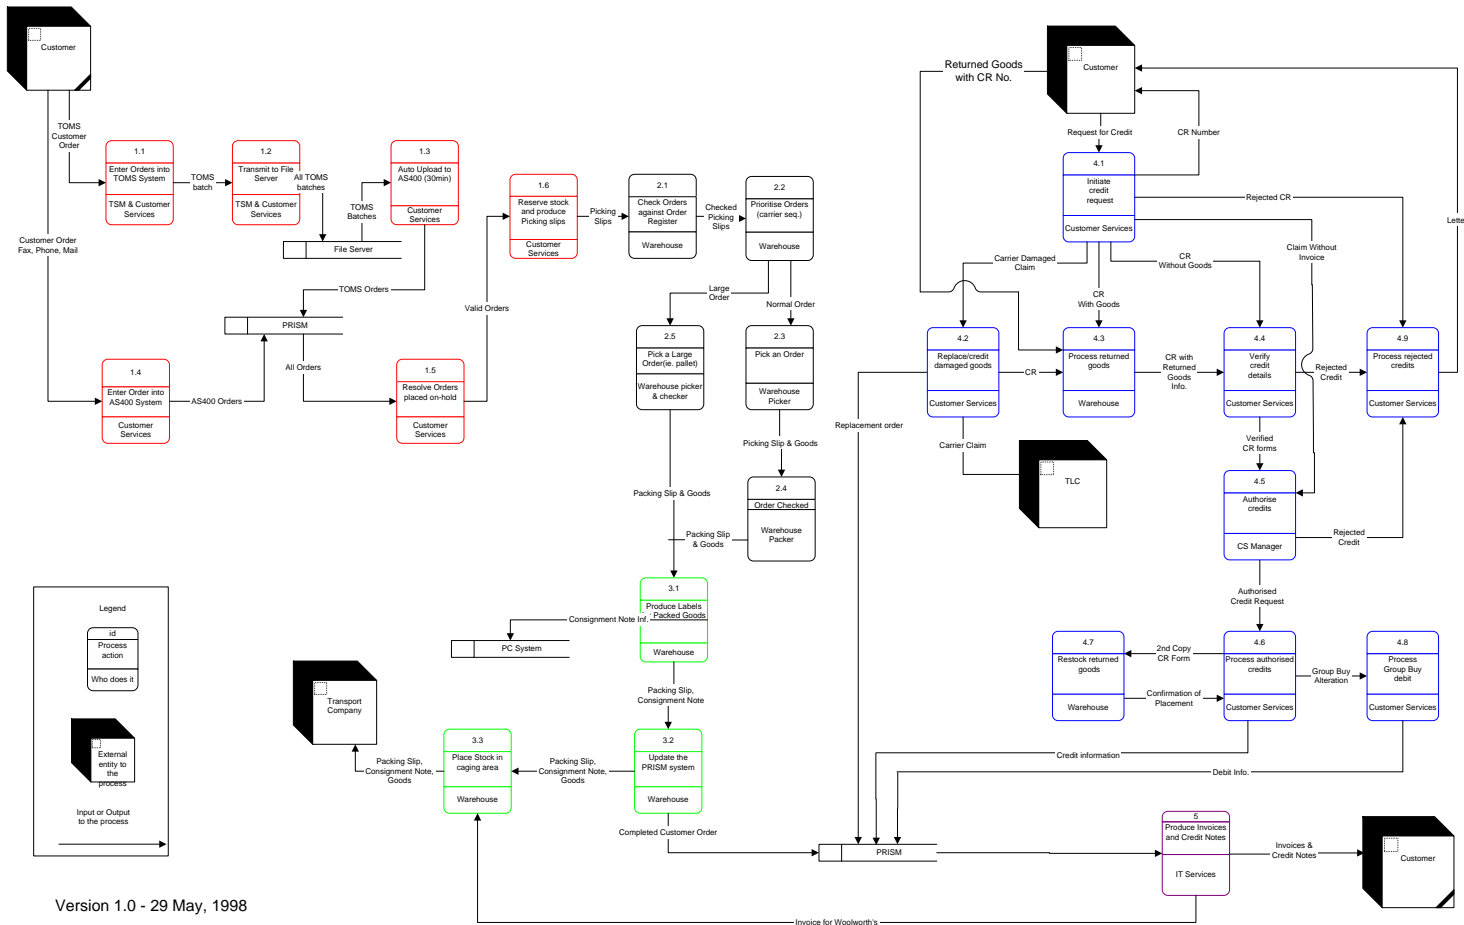 Customer
TOMS
Customer
Order
Customer Order
Fax, Phone, Mail
1.1
Enter Orders into
TOMS System
TSM & Customer
Services
TOMS
batch
1.2
Transmit to File
Server
TSM & Customer
Services
All TOMS
batches
1.3
Auto Upload to
AS400 (30min)
Customer
Services
TOMS
Batches
File Server
TOMS Orders
PRISM
All Orders
1.4
Enter Order into
AS400 System
Customer
Services
AS400 Orders
1.5
Resolve Orders
placed on-hold
Customer
Services
Valid Orders
1.6
Reserve stock
and produce
Picking slips
Customer
Services
Picking
Slips
2.1
Check Orders
against Order
Register
Warehouse
Checked
Picking
Slips
2.2
Prioritise Orders
(carrier seq.)
Warehouse
Large
Order
Normal Order
2.5
Pick a Large
Order(ie. pallet)
Warehouse picker
& checker
2.3
Pick an Order
Warehouse
Picker
Picking Slip & Goods
2.4
Order Checked
Warehouse
Packer
Packing Slip & Goods
Packing Slip
& Goods
3.1
Produce Labels
Packed Goods
Warehouse
Consignment Note Inf.
PC System
Packing Slip,
Consignment Note
3.2
Update the
PRISM system
Warehouse
Packing Slip,
Consignment Note,
Goods
3.3
Place Stock in
caging area
Warehouse
Packing Slip,
Consignment Note,
Goods
Transport
Company
Completed Customer Order
PRISM
Returned Goods
with CR No.
Customer
Request for Credit
CR Number
4.1
Initiate
credit
request
Customer Services
Rejected CR
Claim Without
Invoice
Carrier Damaged
Claim
CR
With Goods
CR
Without Goods
Lette
4.2
Replace/credit
damaged goods
Customer Services
CR
4.3
Process returned
goods
Warehouse
CR with
Returned
Goods
Info.
4.4
Verify
credit
details
Customer Services
Rejected
Credit
4.9
Process rejected
credits
Customer Services
Replacement order
Carrier Claim
TLC
Verified
CR forms
4.5
Authorise
credits
CS Manager
Rejected
Credit
Authorised
Credit Request
4.7
Restock returned
goods
Warehouse
2nd Copy
CR Form
Confirmation of
Placement
4.6
Process authorised
credits
Customer Services
Group Buy
Alteration
4.8
Process
Group Buy
debit
Customer Services
Credit information
Debit Info.
5
Produce Invoices
and Credit Notes
IT Services
Invoices &
Credit Notes
Customer
Invoice for Woolworth's
Legend
id
Process
action
Who does it
External
entity to
the
process
Input or Output
to the process
Version 1.0 - 29 May, 1998